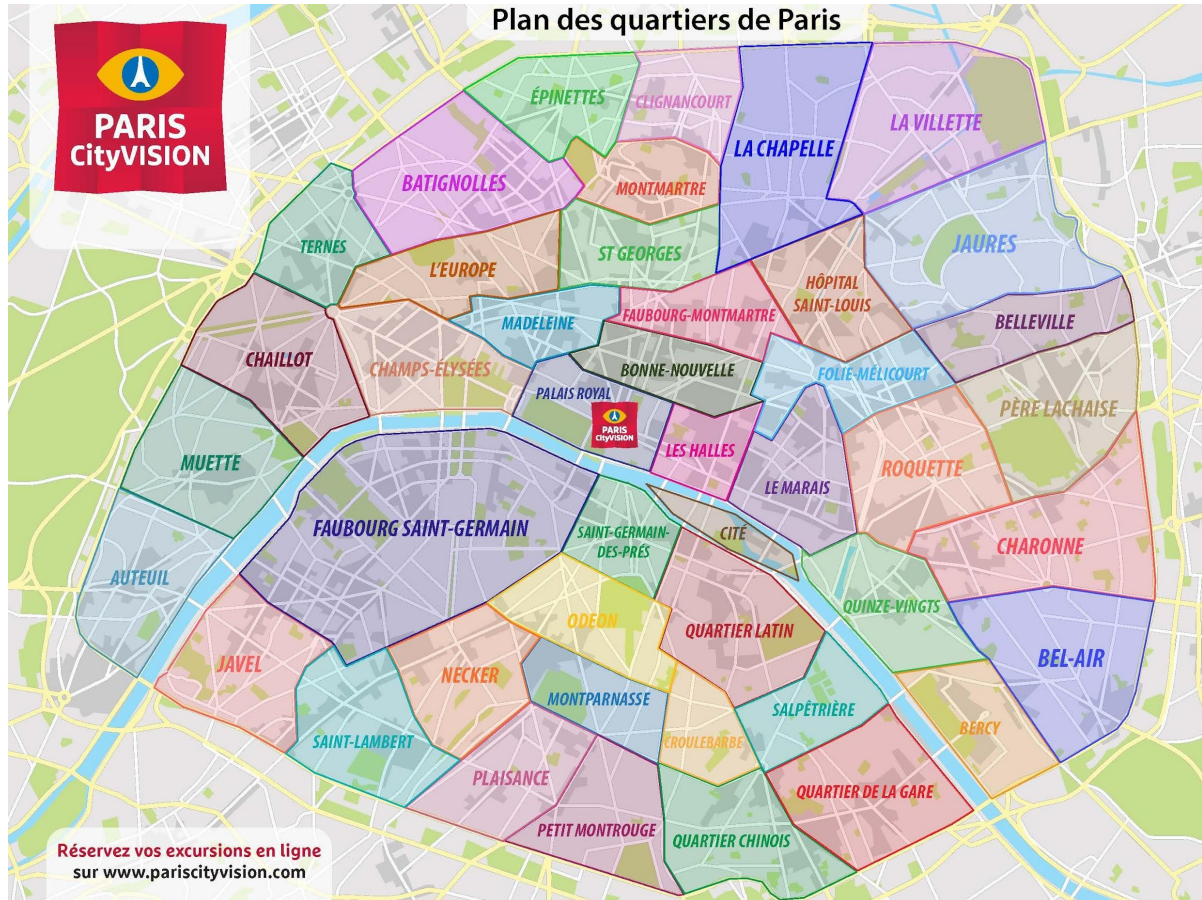 Plan des quartiers de Paris
PARIS
CityVISION
ÉPINETTES
CLIGNANCOURT
LA CHAPELLE
LA VILLETTE
BATIGNOLLES
MONTMARTRE
TERNES
L'EUROPE
ST GEORGES
JAURES
HÔPITAL
SAINT-LOUIS
MADELEINE
FAUBOURG-MONTMARTRE
BELLEVILLE
CHAILLOT
CHAMPS-ÉLYSÉES
BONNE-NOUVELLE
FOLIE-MÉLICOURT
PALAIS ROYAL
PARIS
CityVISION
PÈRE LACHAISE
MUETTE
LES HALLES
LE MARAIS
ROQUETTE
FAUBOURG SAINT-GERMAIN
SAINT-GERMAIN-
DES-PRÉS
CITÉ
CHARONNE
AUTEUIL
QUINZE-VINGTS
ODÉON
QUARTIER LATIN
BEL-AIR
JAVEL
NECKER
MONTPARNASSE
SALPÊTRIÈRE
BERCY
SAINT-LAMBERT
CROULEBARBE
PLAISANCE
QUARTIER DE LA GARE
PETIT MONTROUGE
QUARTIER CHINOIS
Réservez vos excursions en ligne
sur www.pariscityvision.com